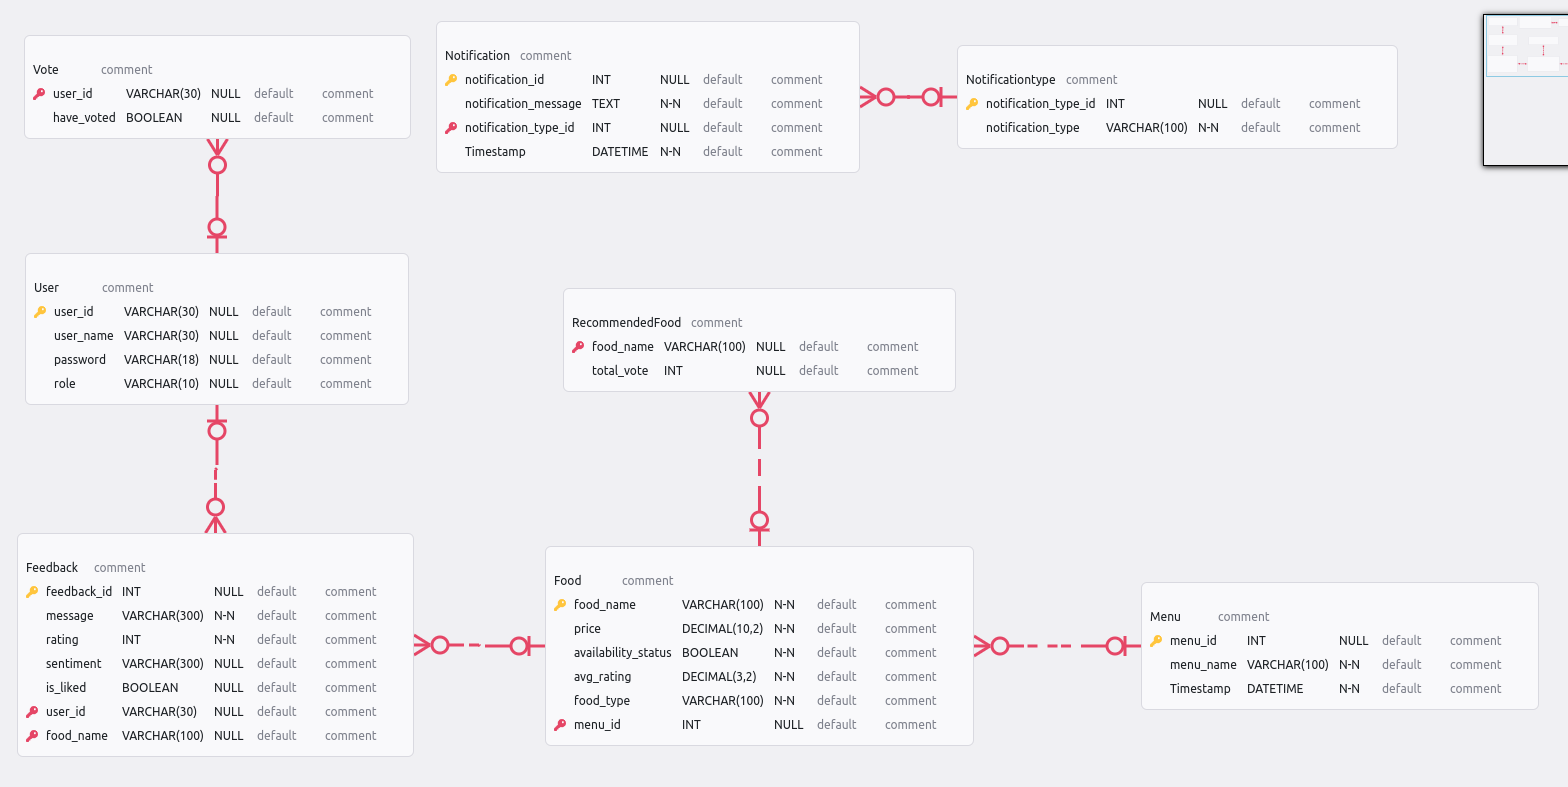 Vote comment
user_id VARCHAR(30) NULL default comment
have_voted BOOLEAN NULL default comment
Notification comment
notification_id INT NULL default comment
notification_message TEXT N-N default comment
notification_type_id INT NULL default comment
Timestamp DATETIME N-N default comment
Notificationtype comment
notification_type_id INT NULL default comment
notification_type VARCHAR(100) N-N default comment
User comment
user_id VARCHAR(30) NULL default comment
user_name VARCHAR(30) NULL default comment
password VARCHAR(18) NULL default comment
role VARCHAR(10) NULL default comment
RecommendedFood comment
food_name VARCHAR(100) NULL default comment
total_vote INT NULL default comment
Feedback comment
feedback_id INT NULL default comment
message VARCHAR(300) N-N default comment
rating INT N-N default comment
sentiment VARCHAR(300) NULL default comment
is_liked BOOLEAN NULL default comment
user_id VARCHAR(30) NULL default comment
food_name VARCHAR(100) NULL default comment
Food comment
food_name VARCHAR(100) N-N default comment
price DECIMAL(10,2) N-N default comment
availability_status BOOLEAN N-N default comment
avg_rating DECIMAL(3,2) N-N default comment
food_type VARCHAR(100) N-N default comment
menu_id INT NULL default comment
Menu comment
menu_id INT NULL default comment
menu_name VARCHAR(100) N-N default comment
Timestamp DATETIME N-N default comment